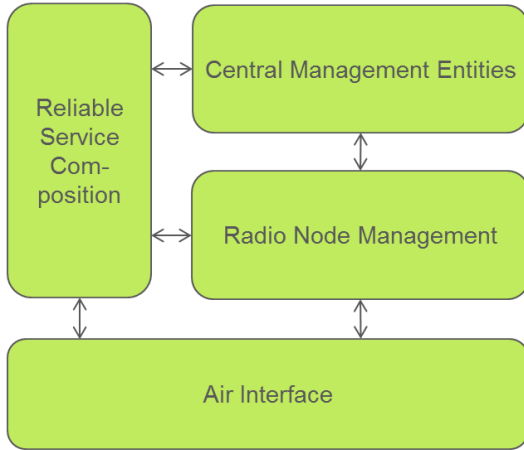 Reliable
Service
Com-
position
Central Management Entities
Radio Node Management
Air Interface